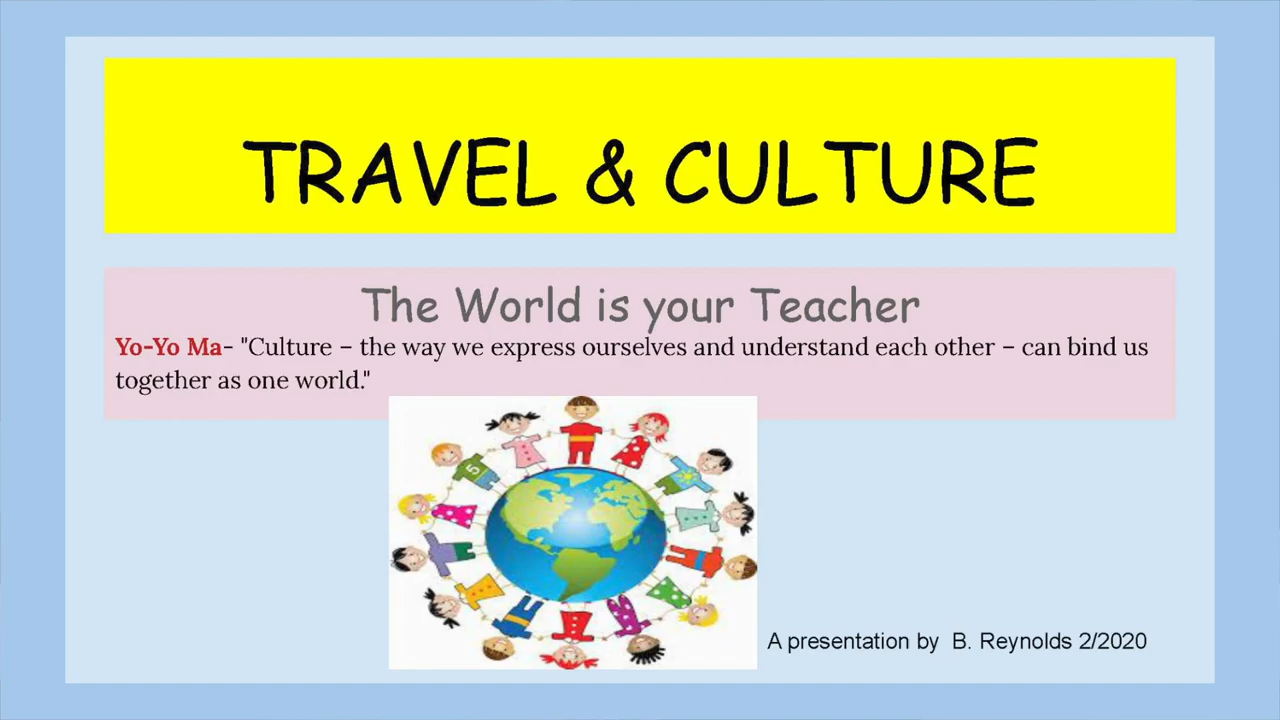 TRAVEL & CULTURE
The World is your Teacher
Yo-Yo Ma- "Culture – the way we express ourselves and understand each other – can bind us
together as one world."
5
A presentation by B. Reynolds 2/2020